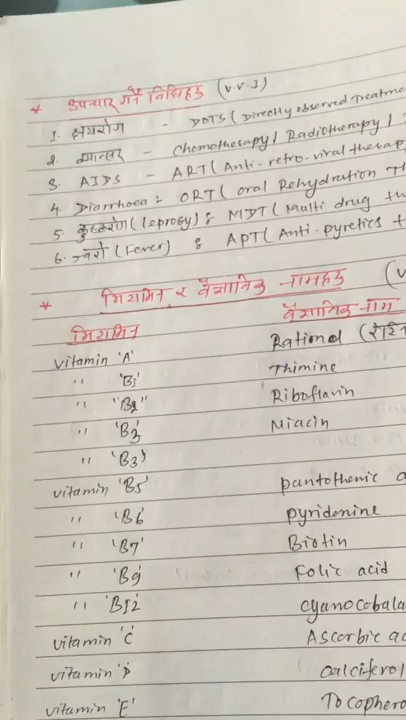 * उपचार गर्ने विधिहरू (V.V.I)
1. क्षयरोग - DOTS (Directly observed Treatme
2. क्यान्सर - Chemotherapy / Radiotherapy /
3. AIDS - ART (Anti-retro-viral therap
4. Diarrhoea : ORT (Oral Rehydration Th
5. कुष्ठरोग (leprosy) : MDT (Multi drug th
6. ज्वरो (Fever) : APT (Anti-pyretics t
* भिटामिन र वैज्ञानिक नामहरू (V
भिटामिन वैज्ञानिक नाम
vitamin 'A' Rational (रेटि
" 'B1' Thimine
" "B2" Riboflavin
" 'B3' Niacin
" 'B3'
vitamin 'B5' pantothenic a
" 'B6' pyridenine
" 'B7' Biotin
" 'B9' Folic acid
" 'B12' cyanocobala
vitamin 'C' Ascorbic ac
vitamin 'D' calciferol
vitamin 'E' Tocophero